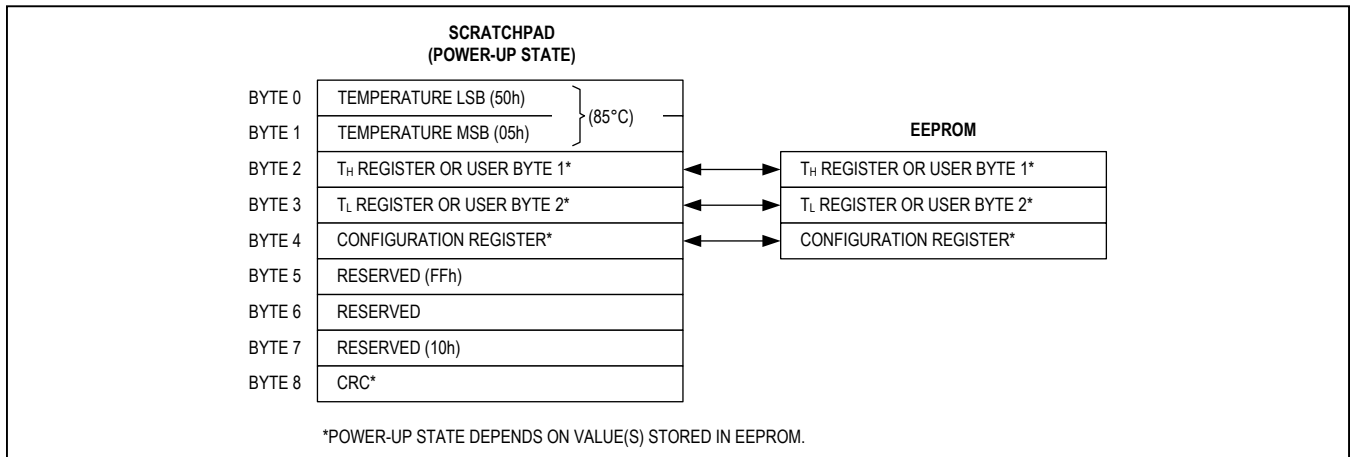 SCRATCHPAD
(POWER-UP STATE)
BYTE 0 TEMPERATURE LSB (50h)
(85°C)
BYTE 1 TEMPERATURE MSB (05h)
EEPROM
BYTE 2 TH REGISTER OR USER BYTE 1* TH REGISTER OR USER BYTE 1*
BYTE 3 TL REGISTER OR USER BYTE 2* TL REGISTER OR USER BYTE 2*
BYTE 4 CONFIGURATION REGISTER* CONFIGURATION REGISTER*
BYTE 5 RESERVED (FFh)
BYTE 6 RESERVED
BYTE 7 RESERVED (10h)
BYTE 8 CRC*
*POWER-UP STATE DEPENDS ON VALUE(S) STORED IN EEPROM.